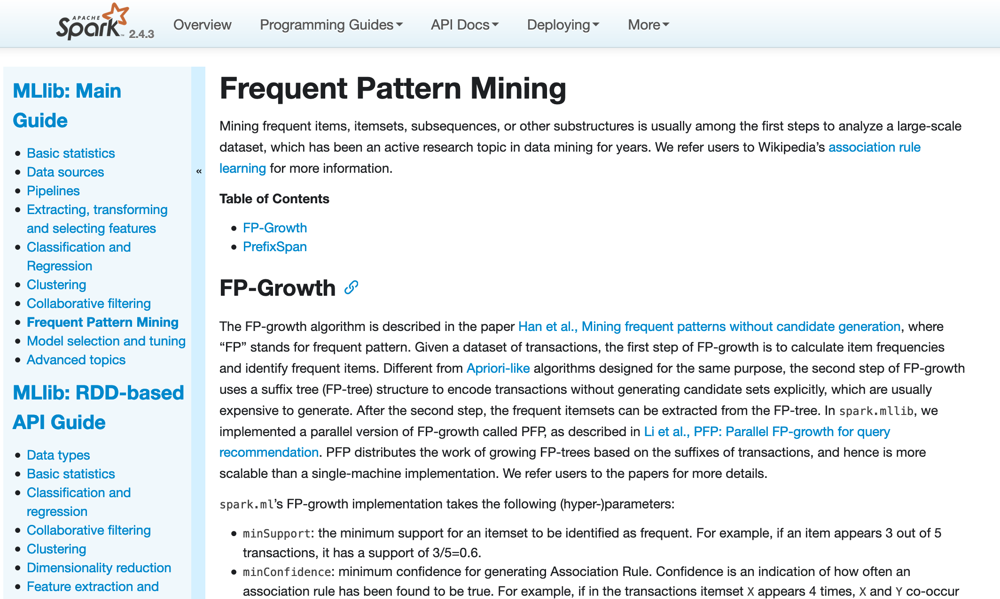 APACHE
Spark™ 2.4.3
Overview
Programming Guides
API Docs
Deploying
More
MLlib: Main
Guide
Basic statistics
Data sources
Pipelines
Extracting, transforming
and selecting features
Classification and
Regression
Clustering
Collaborative filtering
Frequent Pattern Mining
Model selection and tuning
Advanced topics
MLlib: RDD-based
API Guide
Data types
Basic statistics
Classification and
regression
Collaborative filtering
Clustering
Dimensionality reduction
Feature extraction and
«
Frequent Pattern Mining
Mining frequent items, itemsets, subsequences, or other substructures is usually among the first steps to analyze a large-scale
dataset, which has been an active research topic in data mining for years. We refer users to Wikipedia’s association rule
learning for more information.
Table of Contents
FP-Growth
PrefixSpan
FP-Growth
The FP-growth algorithm is described in the paper Han et al., Mining frequent patterns without candidate generation, where
“FP” stands for frequent pattern. Given a dataset of transactions, the first step of FP-growth is to calculate item frequencies
and identify frequent items. Different from Apriori-like algorithms designed for the same purpose, the second step of FP-growth
uses a suffix tree (FP-tree) structure to encode transactions without generating candidate sets explicitly, which are usually
expensive to generate. After the second step, the frequent itemsets can be extracted from the FP-tree. In spark.mllib, we
implemented a parallel version of FP-growth called PFP, as described in Li et al., PFP: Parallel FP-growth for query
recommendation. PFP distributes the work of growing FP-trees based on the suffixes of transactions, and hence is more
scalable than a single-machine implementation. We refer users to the papers for more details.
spark.ml’s FP-growth implementation takes the following (hyper-)parameters:
minSupport: the minimum support for an itemset to be identified as frequent. For example, if an item appears 3 out of 5
transactions, it has a support of 3/5=0.6.
minConfidence: minimum confidence for generating Association Rule. Confidence is an indication of how often an
association rule has been found to be true. For example, if in the transactions itemset X appears 4 times, X and Y co-occur